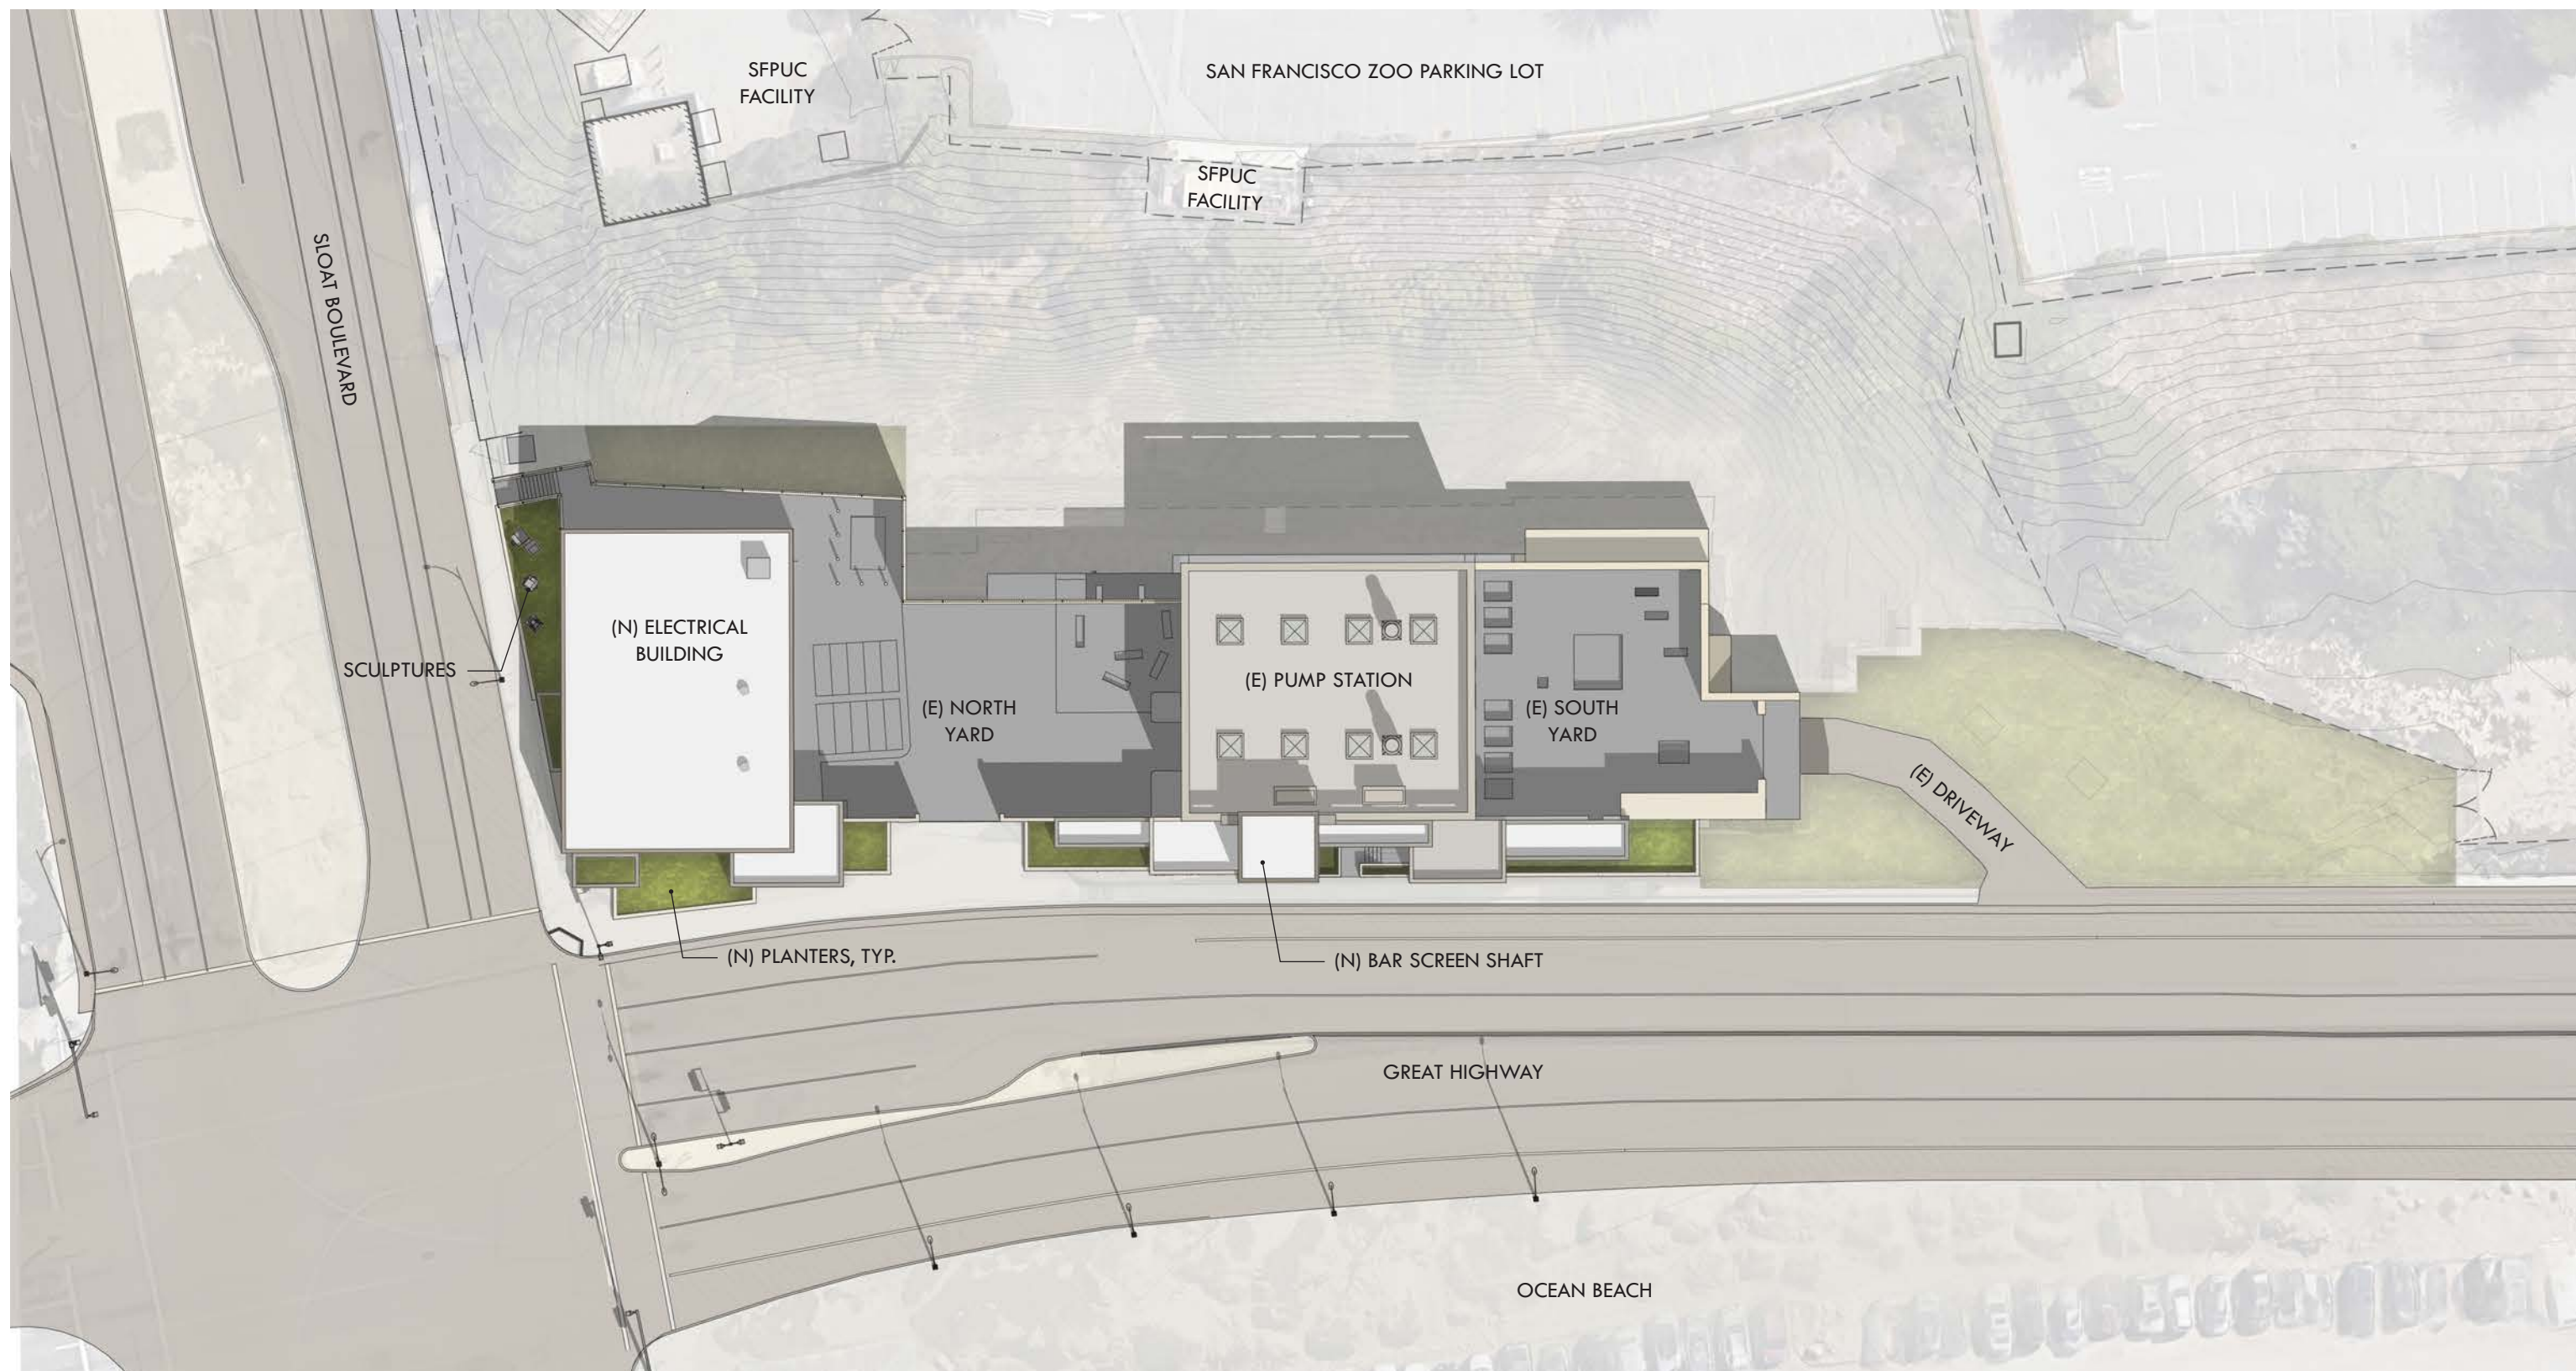 SFPUC
FACILITY
SAN FRANCISCO ZOO PARKING LOT
SFPUC
FACILITY
SLOAT BOULEVARD
(N) ELECTRICAL
BUILDING
SCULPTURES
(E) NORTH
YARD
(E) PUMP STATION
(E) SOUTH
YARD
(E) DRIVEWAY
(N) PLANTERS, TYP.
(N) BAR SCREEN SHAFT
GREAT HIGHWAY
OCEAN BEACH